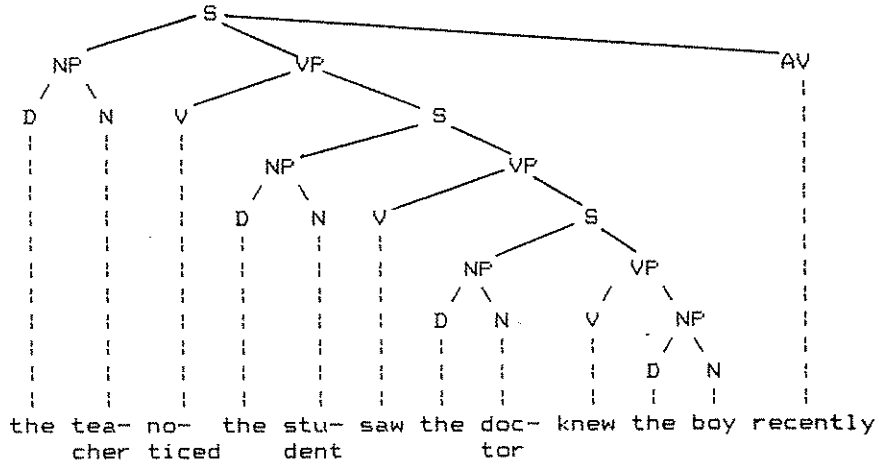 S
NP VP AV
D N V S
NP VP
D N V S
NP VP
D N V NP
D N
the tea- no- the stu- saw the doc- knew the boy recently
cher ticed dent tor